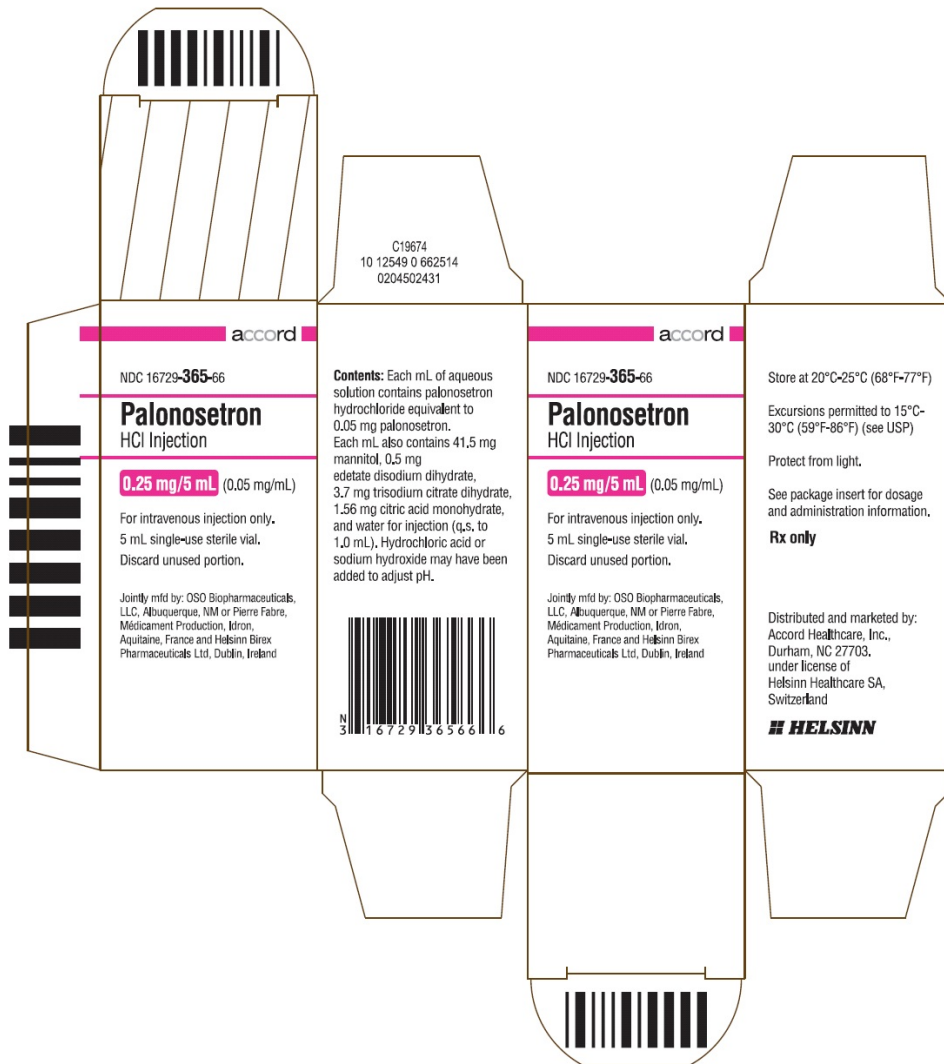 C19674
10 12549 0 662514
0204502431
accord
NDC 16729-365-66
Palonosetron
HCl Injection
0.25 mg/5 mL (0.05 mg/mL)
For intravenous injection only.
5 mL single-use sterile vial.
Discard unused portion.
Jointly mfd by: OSO Biopharmaceuticals,
LLC, Albuquerque, NM or Pierre Fabre,
Médicament Production, Idron,
Aquitaine, France and Helsinn Birex
Pharmaceuticals Ltd, Dublin, Ireland
Contents: Each mL of aqueous
solution contains palonosetron
hydrochloride equivalent to
0.05 mg palonosetron.
Each mL also contains 41.5 mg
mannitol, 0.5 mg
edetate disodium dihydrate,
3.7 mg trisodium citrate dihydrate,
1.56 mg citric acid monohydrate,
and water for injection (q.s. to
1.0 mL). Hydrochloric acid or
sodium hydroxide may have been
added to adjust pH.
N
3 16729 36566 6
accord
NDC 16729-365-66
Palonosetron
HCl Injection
0.25 mg/5 mL (0.05 mg/mL)
For intravenous injection only.
5 mL single-use sterile vial.
Discard unused portion.
Jointly mfd by: OSO Biopharmaceuticals,
LLC, Albuquerque, NM or Pierre Fabre,
Médicament Production, Idron,
Aquitaine, France and Helsinn Birex
Pharmaceuticals Ltd, Dublin, Ireland
Store at 20°C-25°C (68°F-77°F)
Excursions permitted to 15°C-
30°C (59°F-86°F) (see USP)
Protect from light.
See package insert for dosage
and administration information.
Rx only
Distributed and marketed by:
Accord Healthcare, Inc.,
Durham, NC 27703.
under license of
Helsinn Healthcare SA,
Switzerland
HELSINN